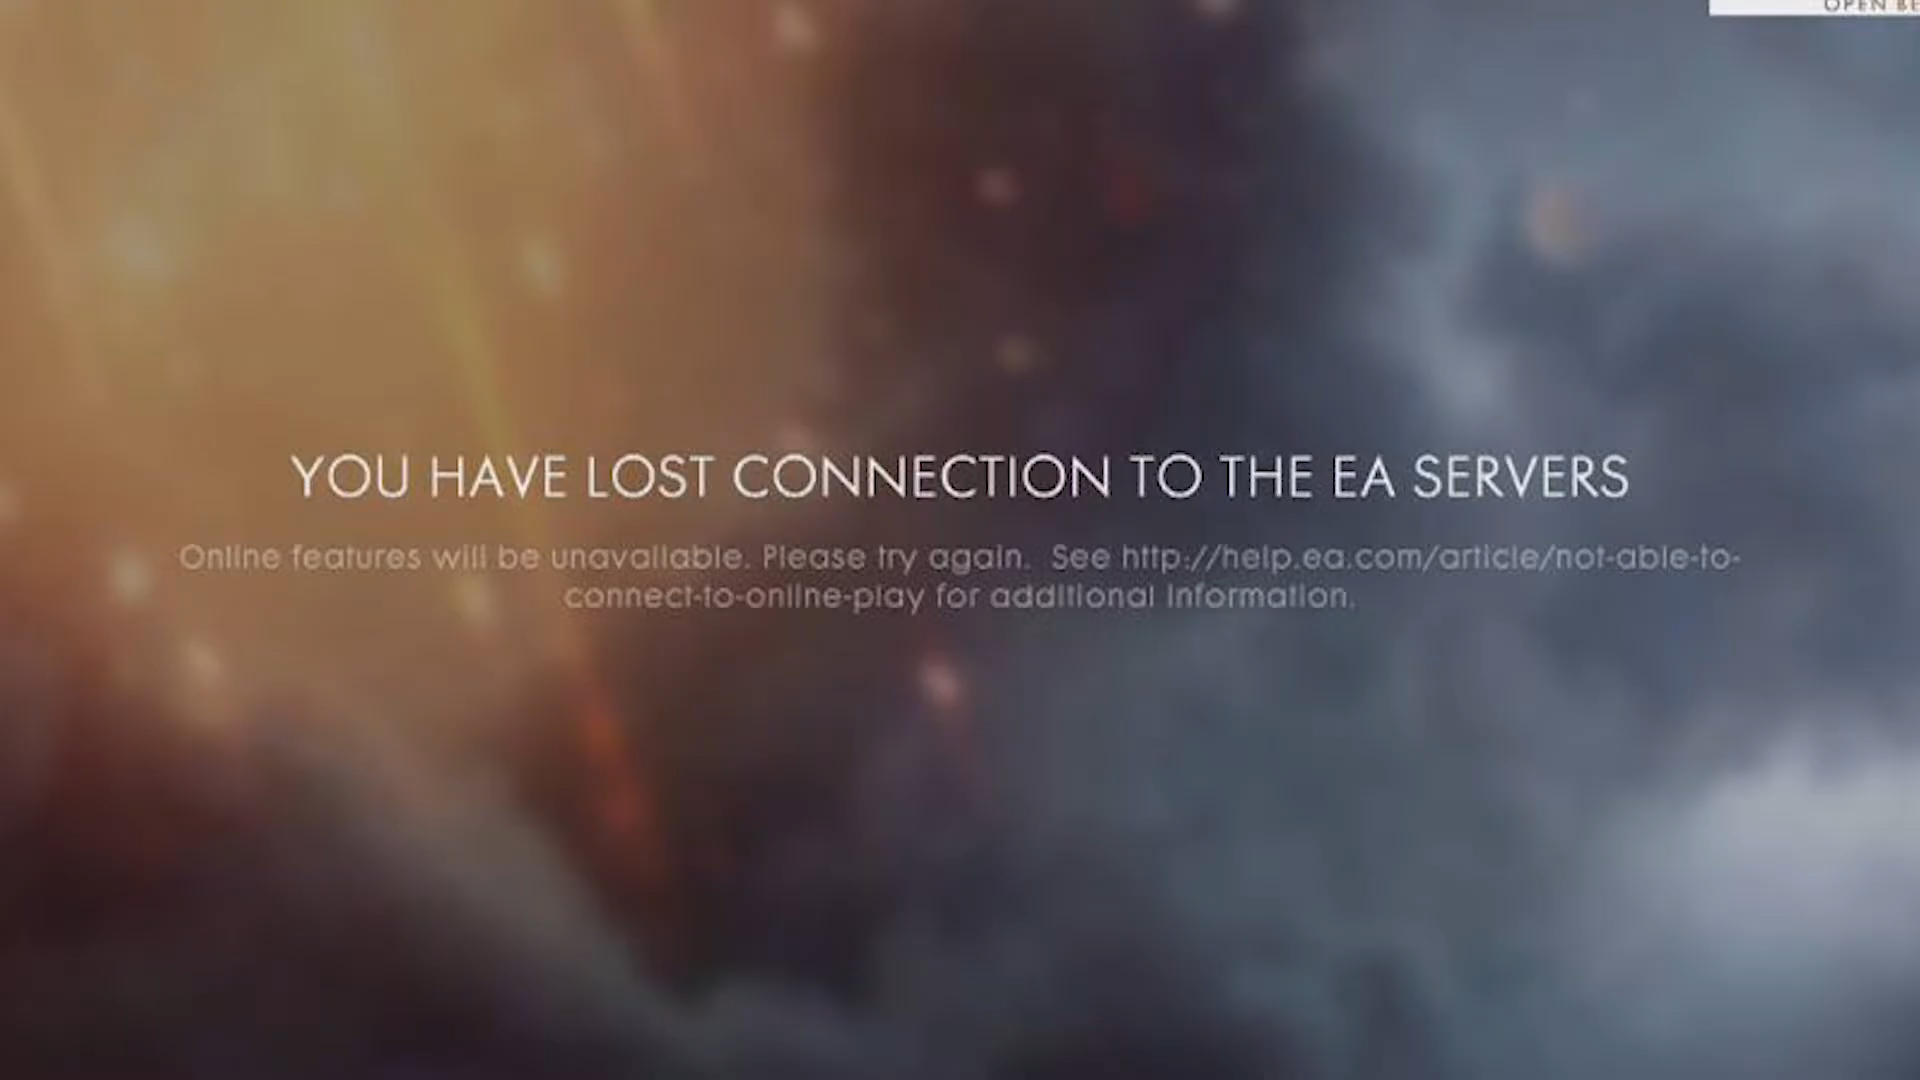 OPEN
YOU HAVE LOST CONNECTION TO THE EA SERVERS
Online features will be unavailable. Please try again. See http://help.ea.com/article/not-able-to-
connect-to-online-play for additional information.